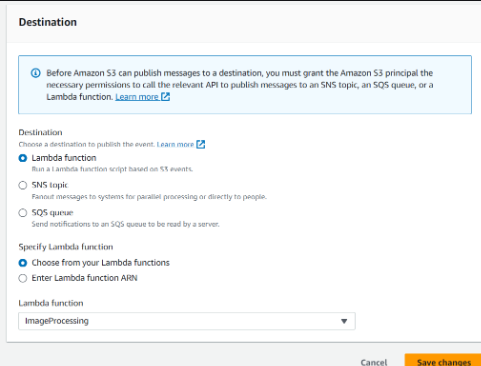 Destination
Before Amazon S3 can publish messages to a destination, you must grant the Amazon S3 principal the
necessary permissions to call the relevant API to publish messages to an SNS topic, an SQS queue, or a
Lambda function. Learn more
Destination
Choose a destination to publish the event. Learn more
Lambda function
Run a Lambda function script based on S3 events.
SNS topic
Fanout messages to systems for parallel processing or directly to people.
SQS queue
Send notifications to an SQS queue to be read by a server.
Specify Lambda function
Choose from your Lambda functions
Enter Lambda function ARN
Lambda function
ImageProcessing
Cancel
Save changes